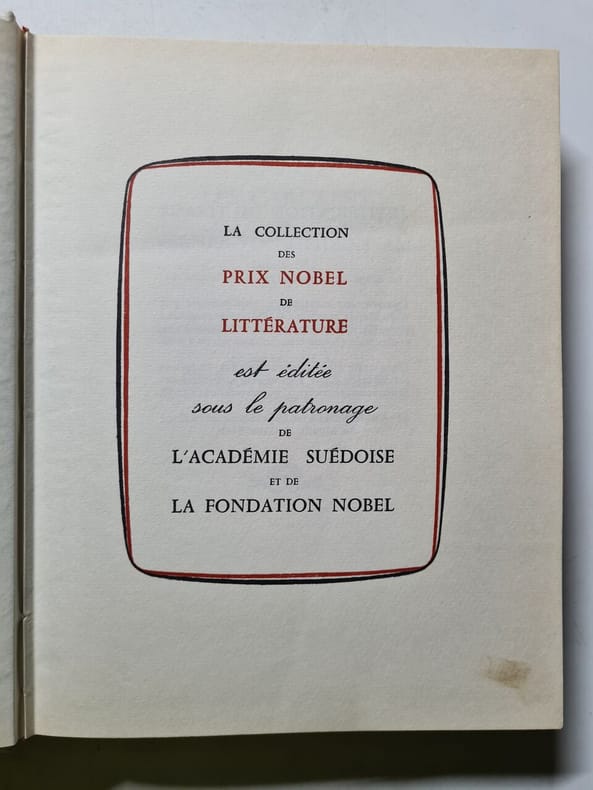 LA COLLECTION
DES
PRIX NOBEL
DE
LITTÉRATURE
est éditée
sous le patronage
DE
L'ACADÉMIE SUÉDOISE
ET DE
LA FONDATION NOBEL